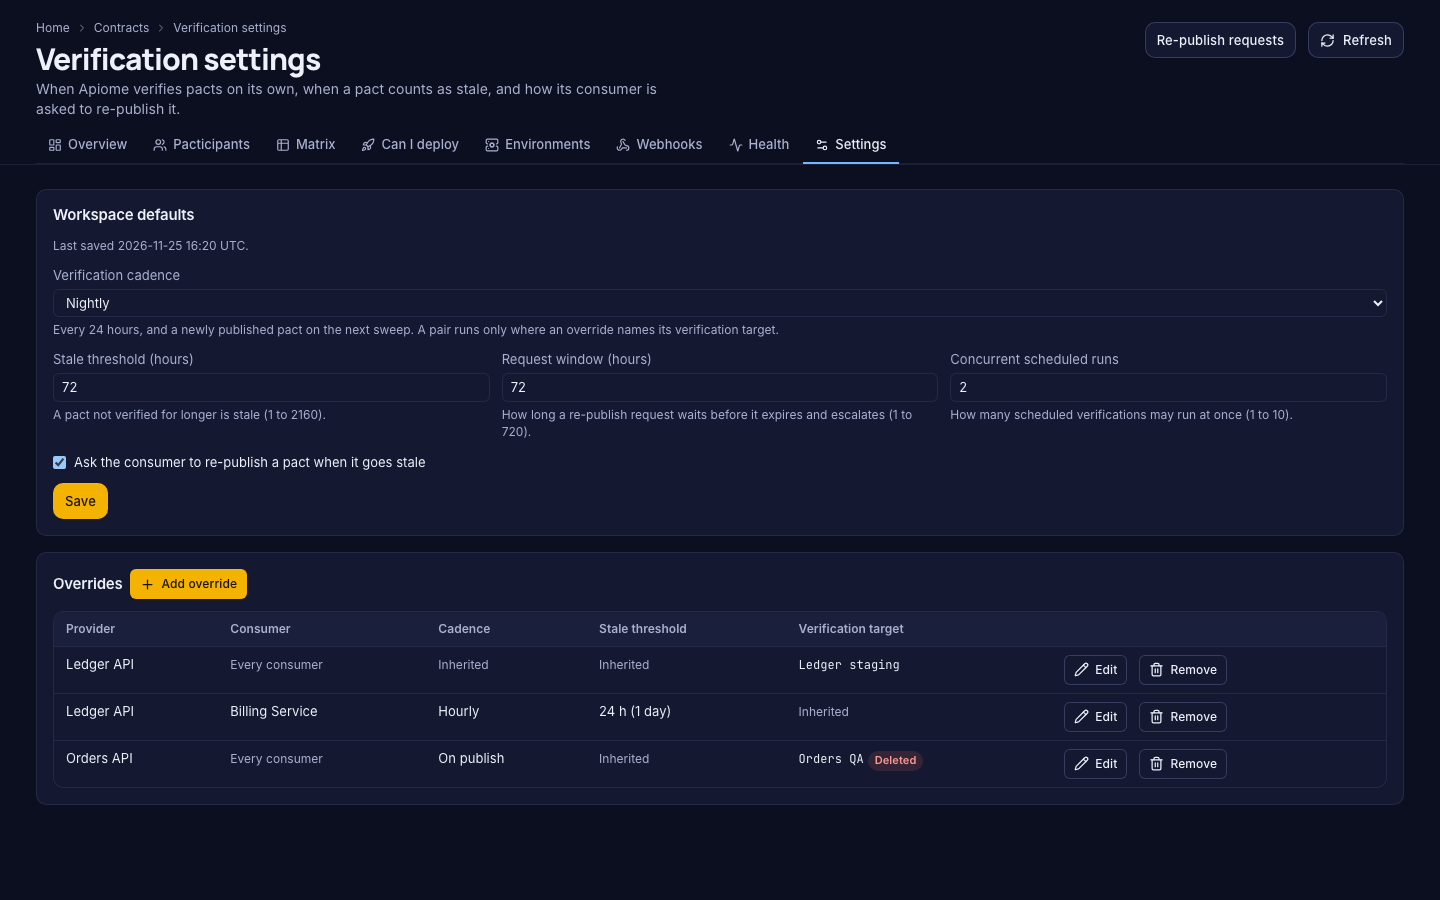 Home > Contracts > Verification settings
Verification settings
When Apiome verifies pacts on its own, when a pact counts as stale, and how its consumer is
asked to re-publish it.
Re-publish requests
Refresh
Overview Pacticipants Matrix Can I deploy Environments Webhooks Health Settings
Workspace defaults
Last saved 2026-11-25 16:20 UTC.
Verification cadence
Nightly
Every 24 hours, and a newly published pact on the next sweep. A pair runs only where an override names its verification target.
Stale threshold (hours) Request window (hours) Concurrent scheduled runs
72 72 2
A pact not verified for longer is stale (1 to 2160).
How long a re-publish request waits before it expires and escalates (1 to
720).
How many scheduled verifications may run at once (1 to 10).
Ask the consumer to re-publish a pact when it goes stale
Save
Overrides
Add override
Provider Consumer Cadence Stale threshold Verification target
Ledger API Every consumer Inherited Inherited Ledger staging Edit Remove
Ledger API Billing Service Hourly 24 h (1 day) Inherited Edit Remove
Orders API Every consumer On publish Inherited Orders QA Deleted Edit Remove